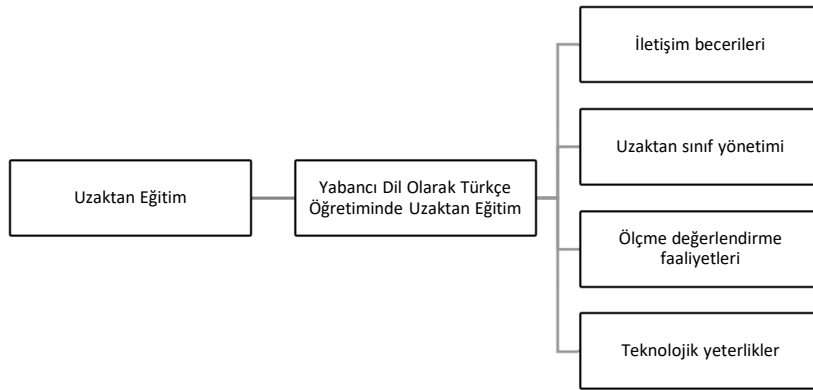 İletişim becerileri
Uzaktan sınıf yönetimi
Uzaktan Eğitim
Yabancı Dil Olarak Türkçe
Öğretiminde Uzaktan Eğitim
Ölçme değerlendirme
faaliyetleri
Teknolojik yeterlikler